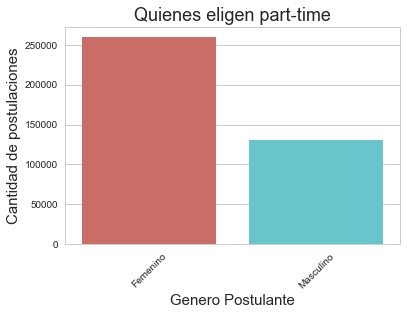 Quienes eligen part-time
Cantidad de postulaciones
250000
200000
150000
100000
50000
0
Femenino
Masculino
Genero Postulante